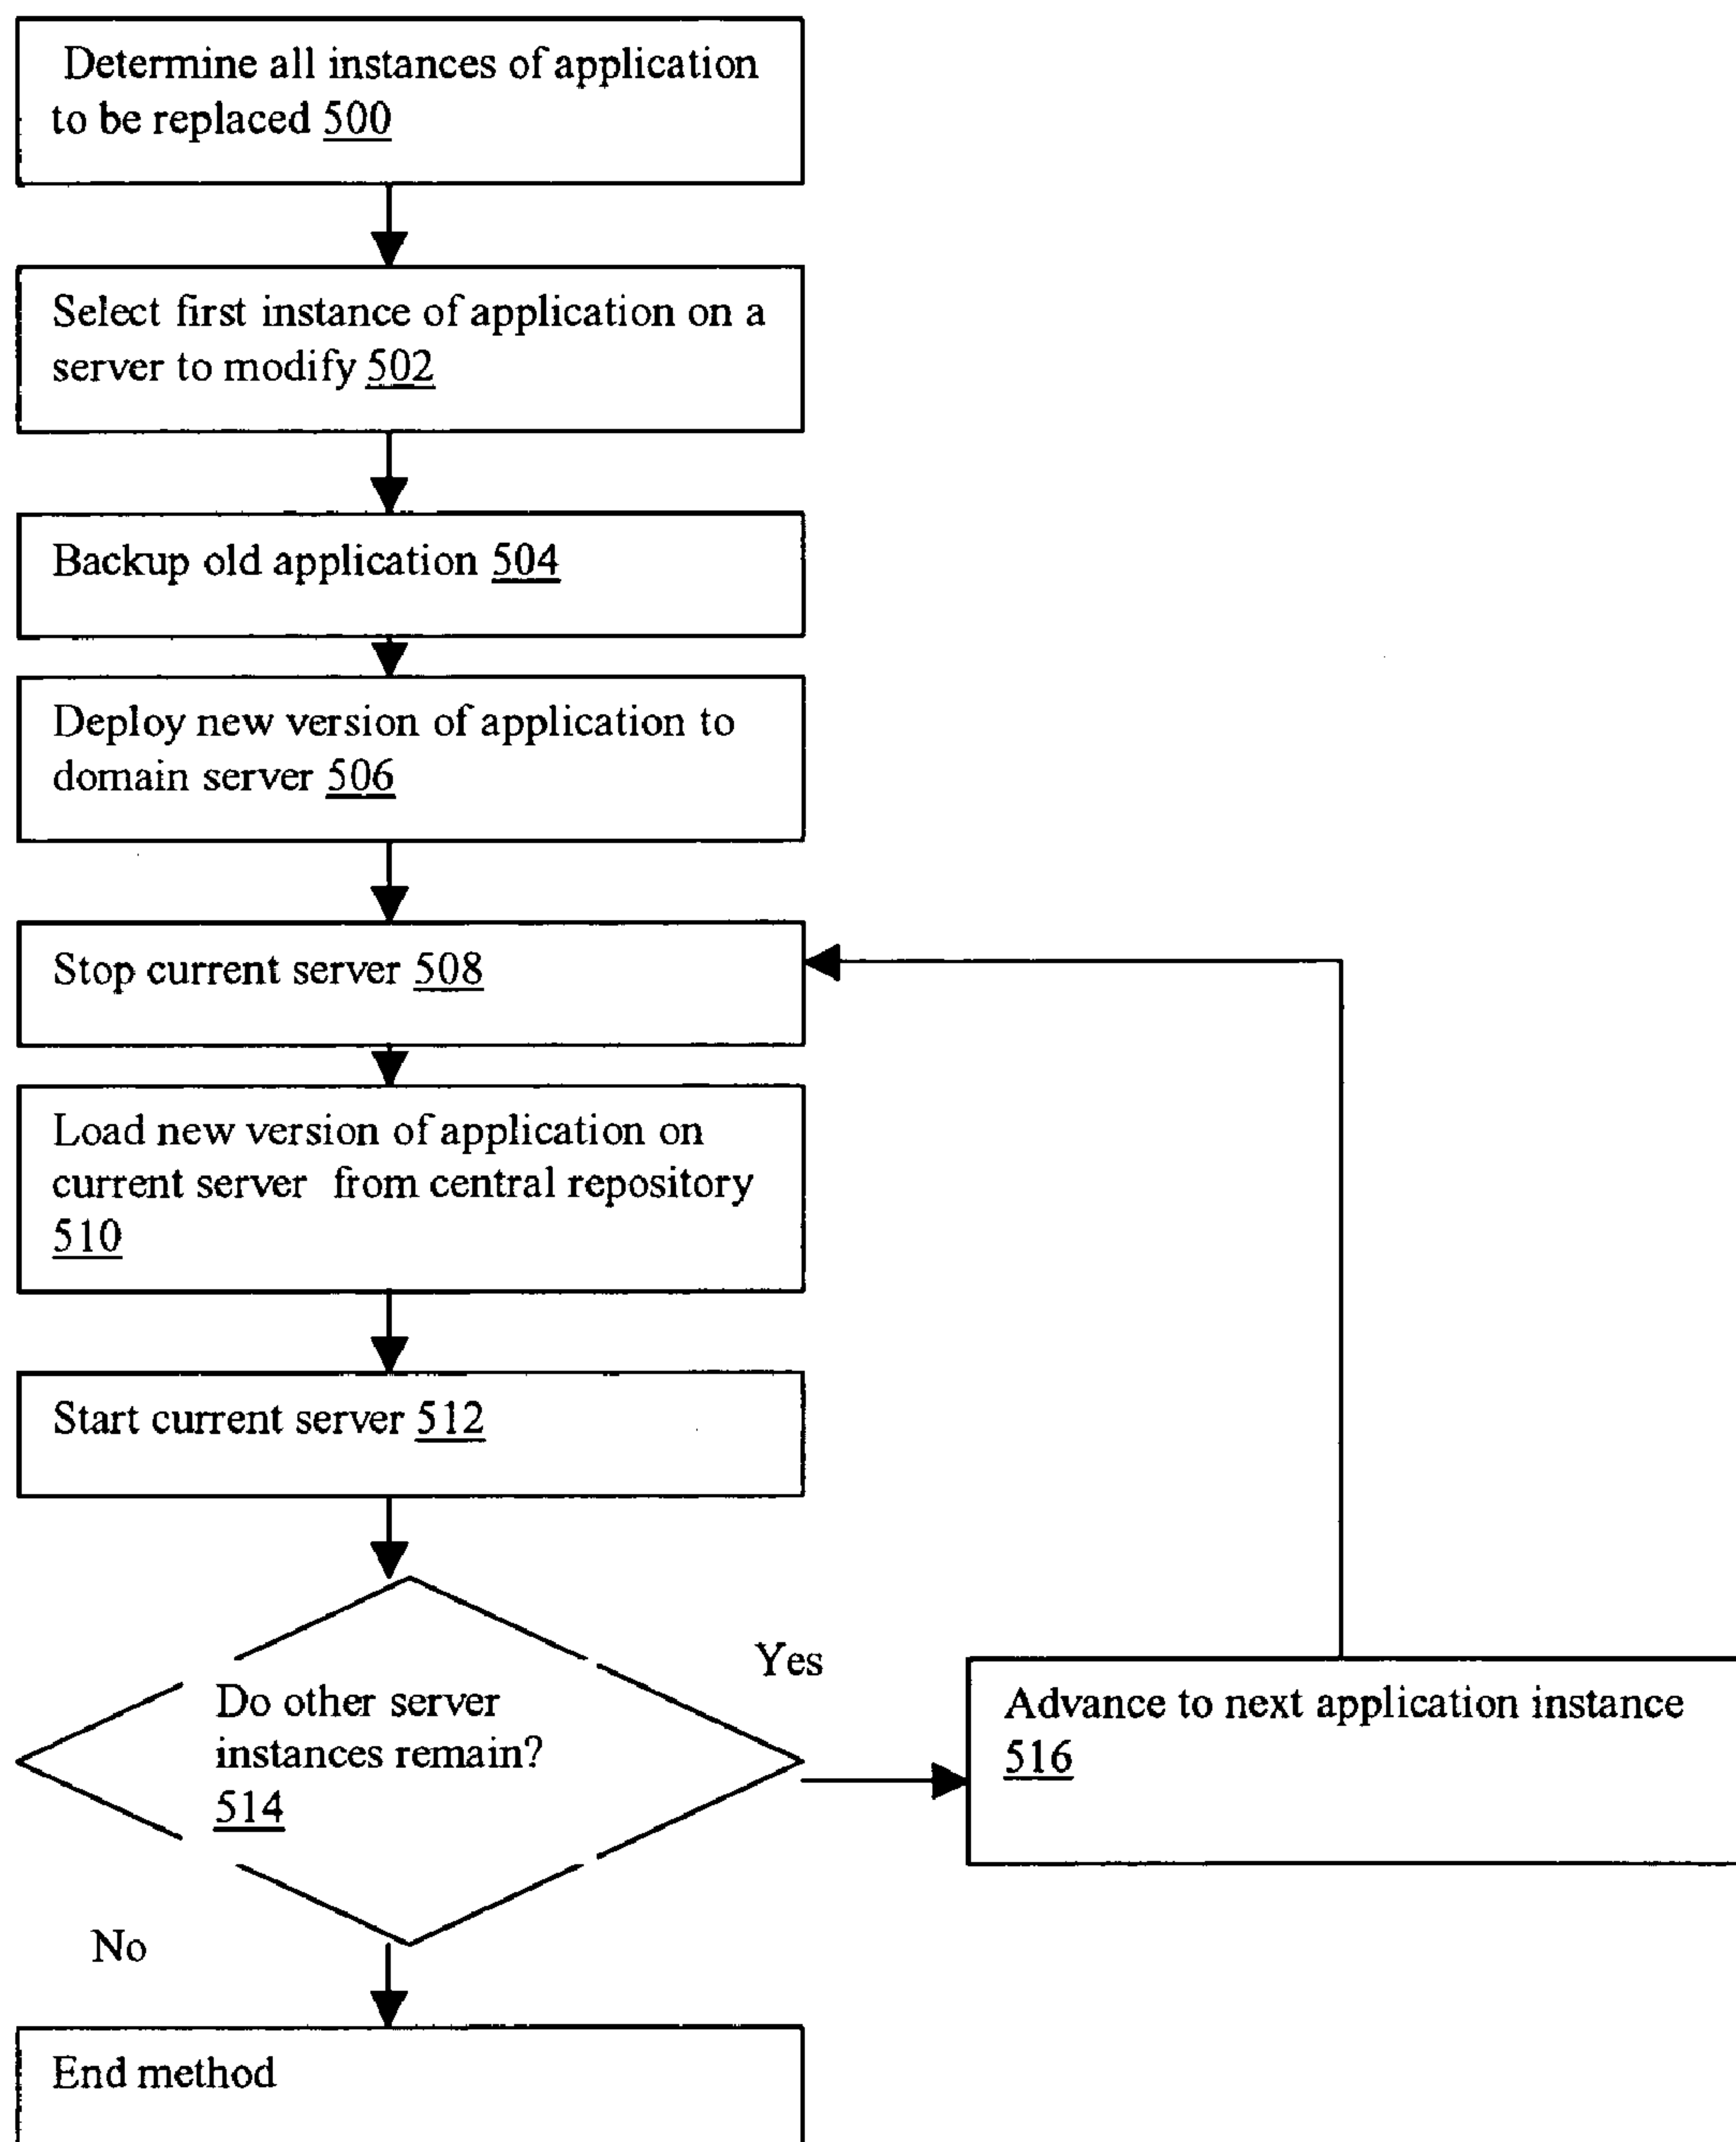 Determine all instances of application
to be replaced 500
Select first instance of application on a
server to modify 502
Backup old application 504
Deploy new version of application to
domain server 506
Stop current server 508
Load new version of application on
current server from central repository
510
Start current server 512
Do other server
instances remain?
514
Yes
Advance to next application instance
516
No
End method